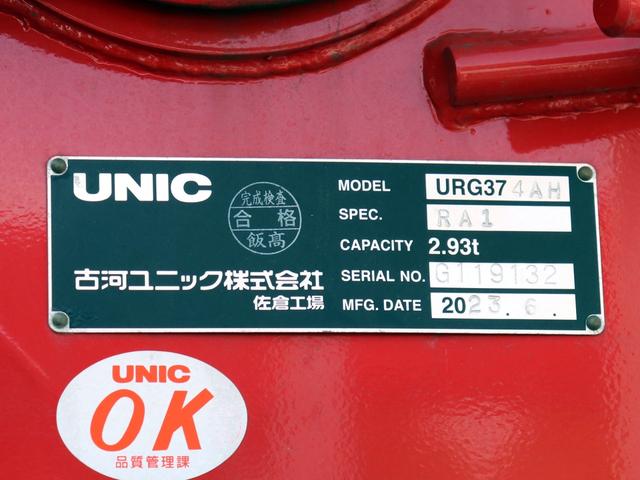 UNIC
完成検査
合格
飯髙
古河ユニック株式会社
佐倉工場
MODEL URG374AH
SPEC. RA1
CAPACITY 2.93t
SERIAL NO. G119132
MFG. DATE 2023.6.
UNIC
OK
品質管理課